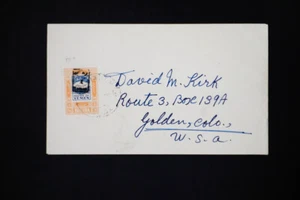 David M. Kirk
Route 3, Box 139A
Golden, Colo.,
U.S.A.